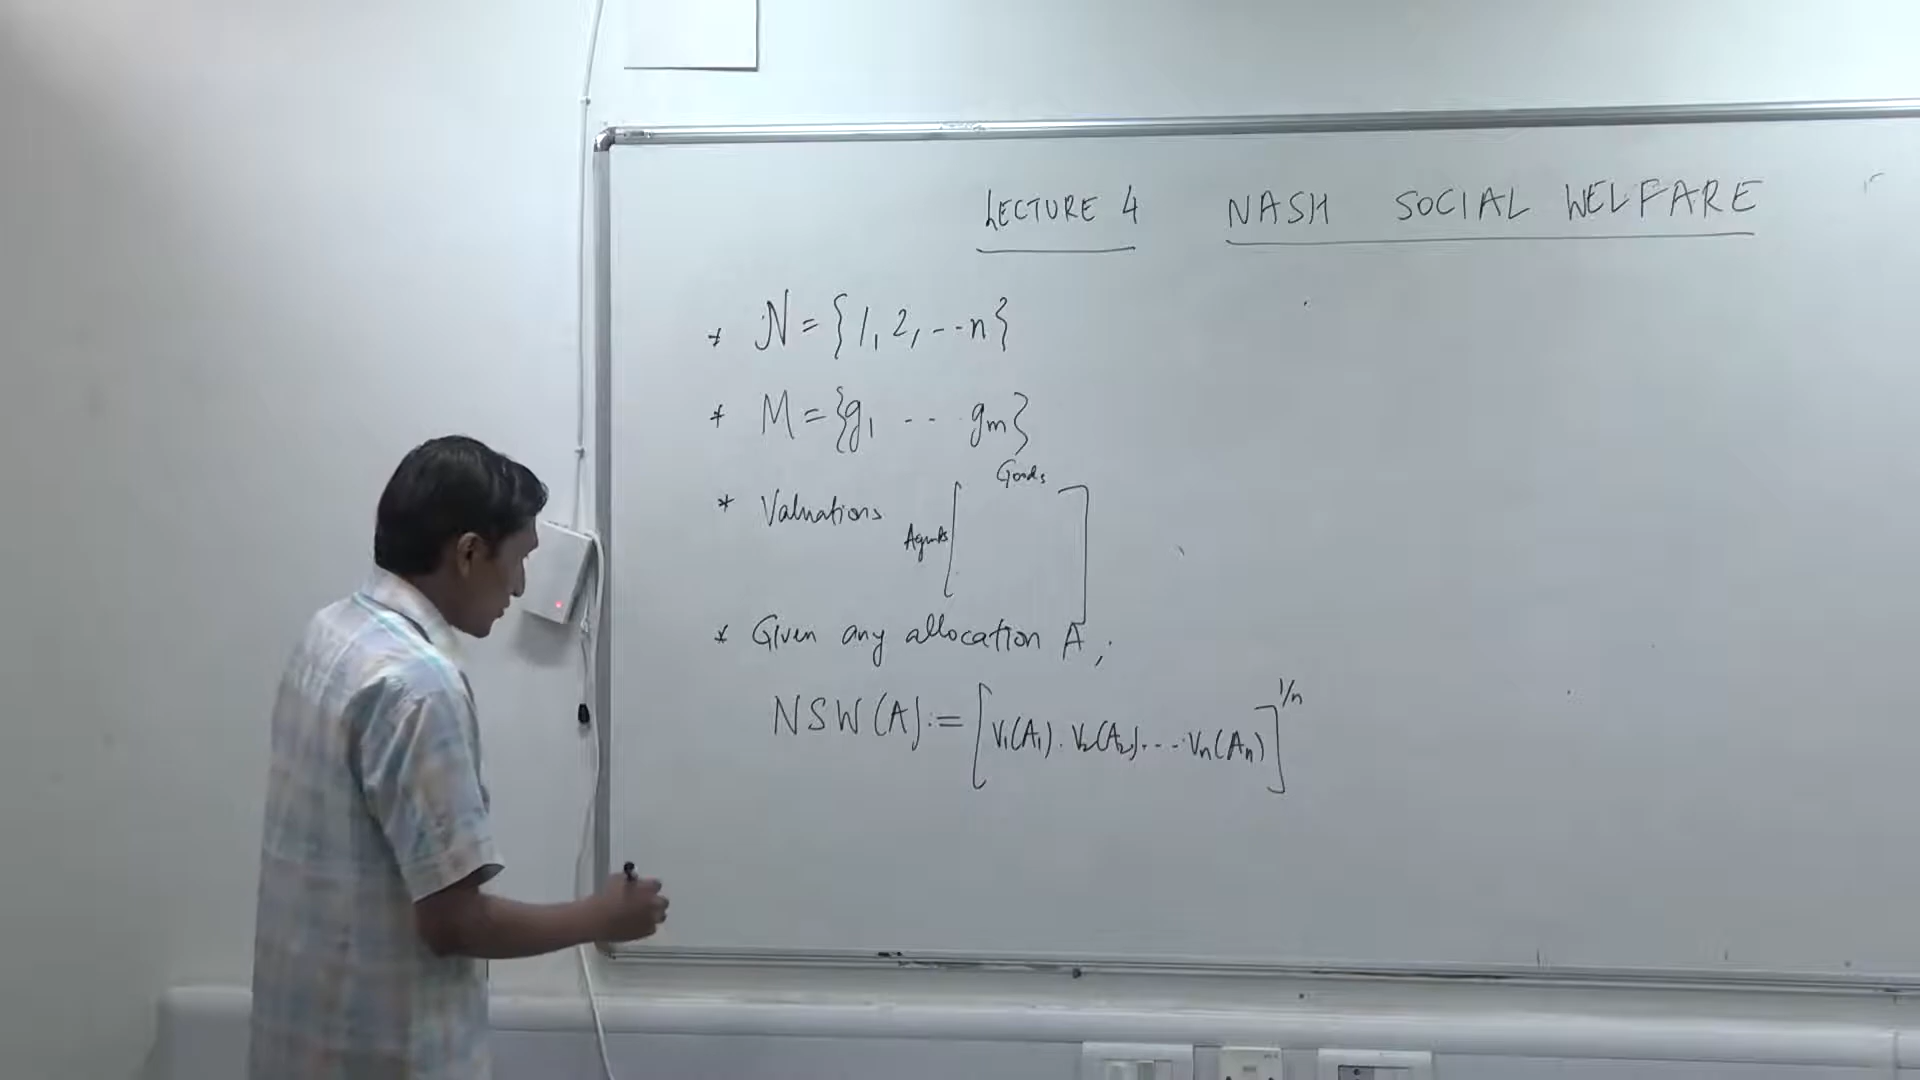 LECTURE 4 NASH SOCIAL WELFARE
* N = {1, 2, -- n}
* M = {g1 -- gm}
Goods
* Valuations
Agents
* Given any allocation A,
NSW(A) := [V1(A1) . V2(A2) . -- . Vn(An)]^1/n